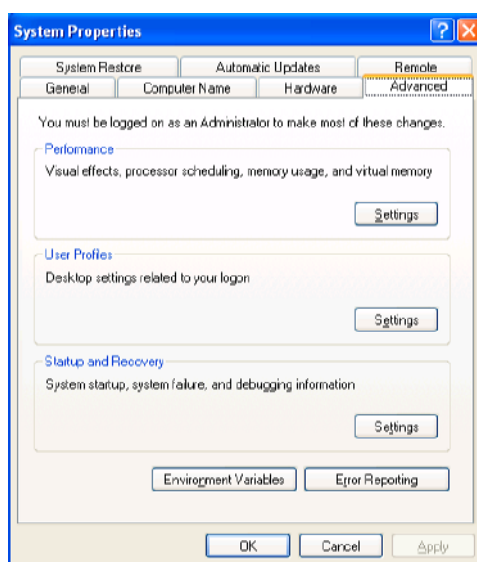 System Properties
System Restore Automatic Updates Remote
General Computer Name Hardware Advanced
You must be logged on as an Administrator to make most of these changes.
Performance
Visual effects, processor scheduling, memory usage, and virtual memory
Settings
User Profiles
Desktop settings related to your logon
Settings
Startup and Recovery
System startup, system failure, and debugging information
Settings
Environment Variables Error Reporting
OK Cancel Apply